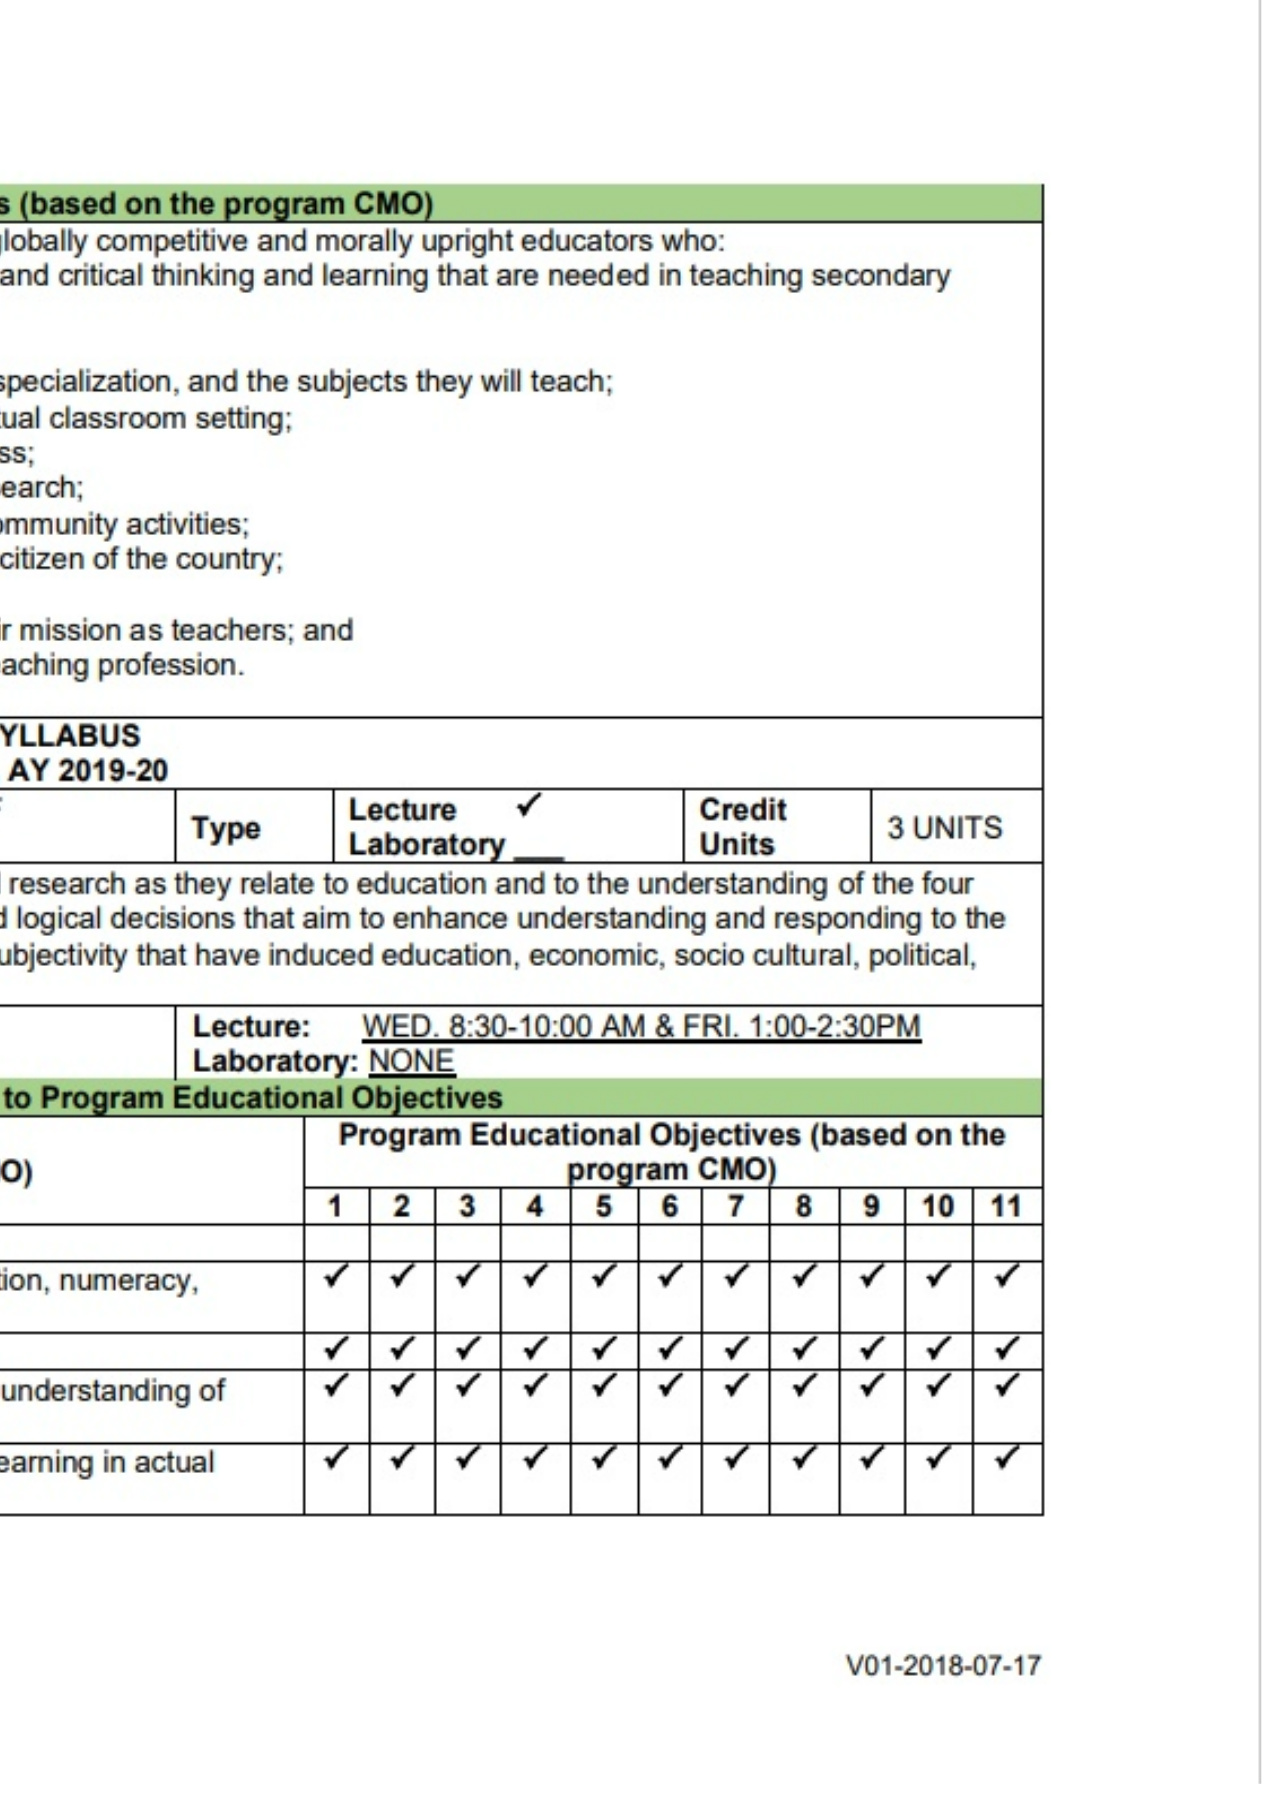 s (based on the program CMO)
globally competitive and morally upright educators who:
and critical thinking and learning that are needed in teaching secondary
specialization, and the subjects they will teach;
tual classroom setting;
ss;
earch;
ommunity activities;
citizen of the country;
ir mission as teachers; and
eaching profession.
YLLABUS
AY 2019-20
Type
Lecture ✓
Laboratory ___
Credit
Units
3 UNITS
research as they relate to education and to the understanding of the four
d logical decisions that aim to enhance understanding and responding to the
ubjectivity that have induced education, economic, socio cultural, political,
Lecture: WED. 8:30-10:00 AM & FRI. 1:00-2:30PM
Laboratory: NONE
to Program Educational Objectives
O)
Program Educational Objectives (based on the
program CMO)
1 2 3 4 5 6 7 8 9 10 11
tion, numeracy, ✓ ✓ ✓ ✓ ✓ ✓ ✓ ✓ ✓ ✓ ✓
✓ ✓ ✓ ✓ ✓ ✓ ✓ ✓ ✓ ✓ ✓
understanding of ✓ ✓ ✓ ✓ ✓ ✓ ✓ ✓ ✓ ✓ ✓
earning in actual ✓ ✓ ✓ ✓ ✓ ✓ ✓ ✓ ✓ ✓ ✓
V01-2018-07-17